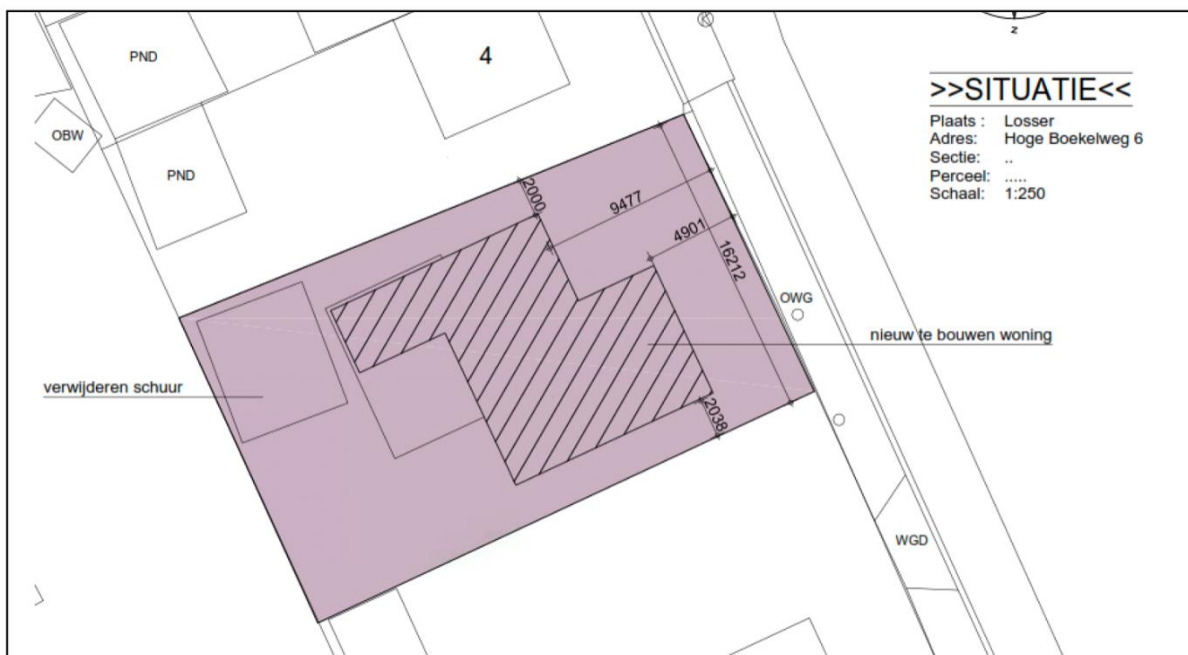 PND
4
z
OBW
>>SITUATIE<<
Plaats : Losser
Adres: Hoge Boekelweg 6
Sectie: ..
Perceel: .....
Schaal: 1:250
PND
2000
9477
4901
16212
OWG
nieuw te bouwen woning
verwijderen schuur
2038
WGD